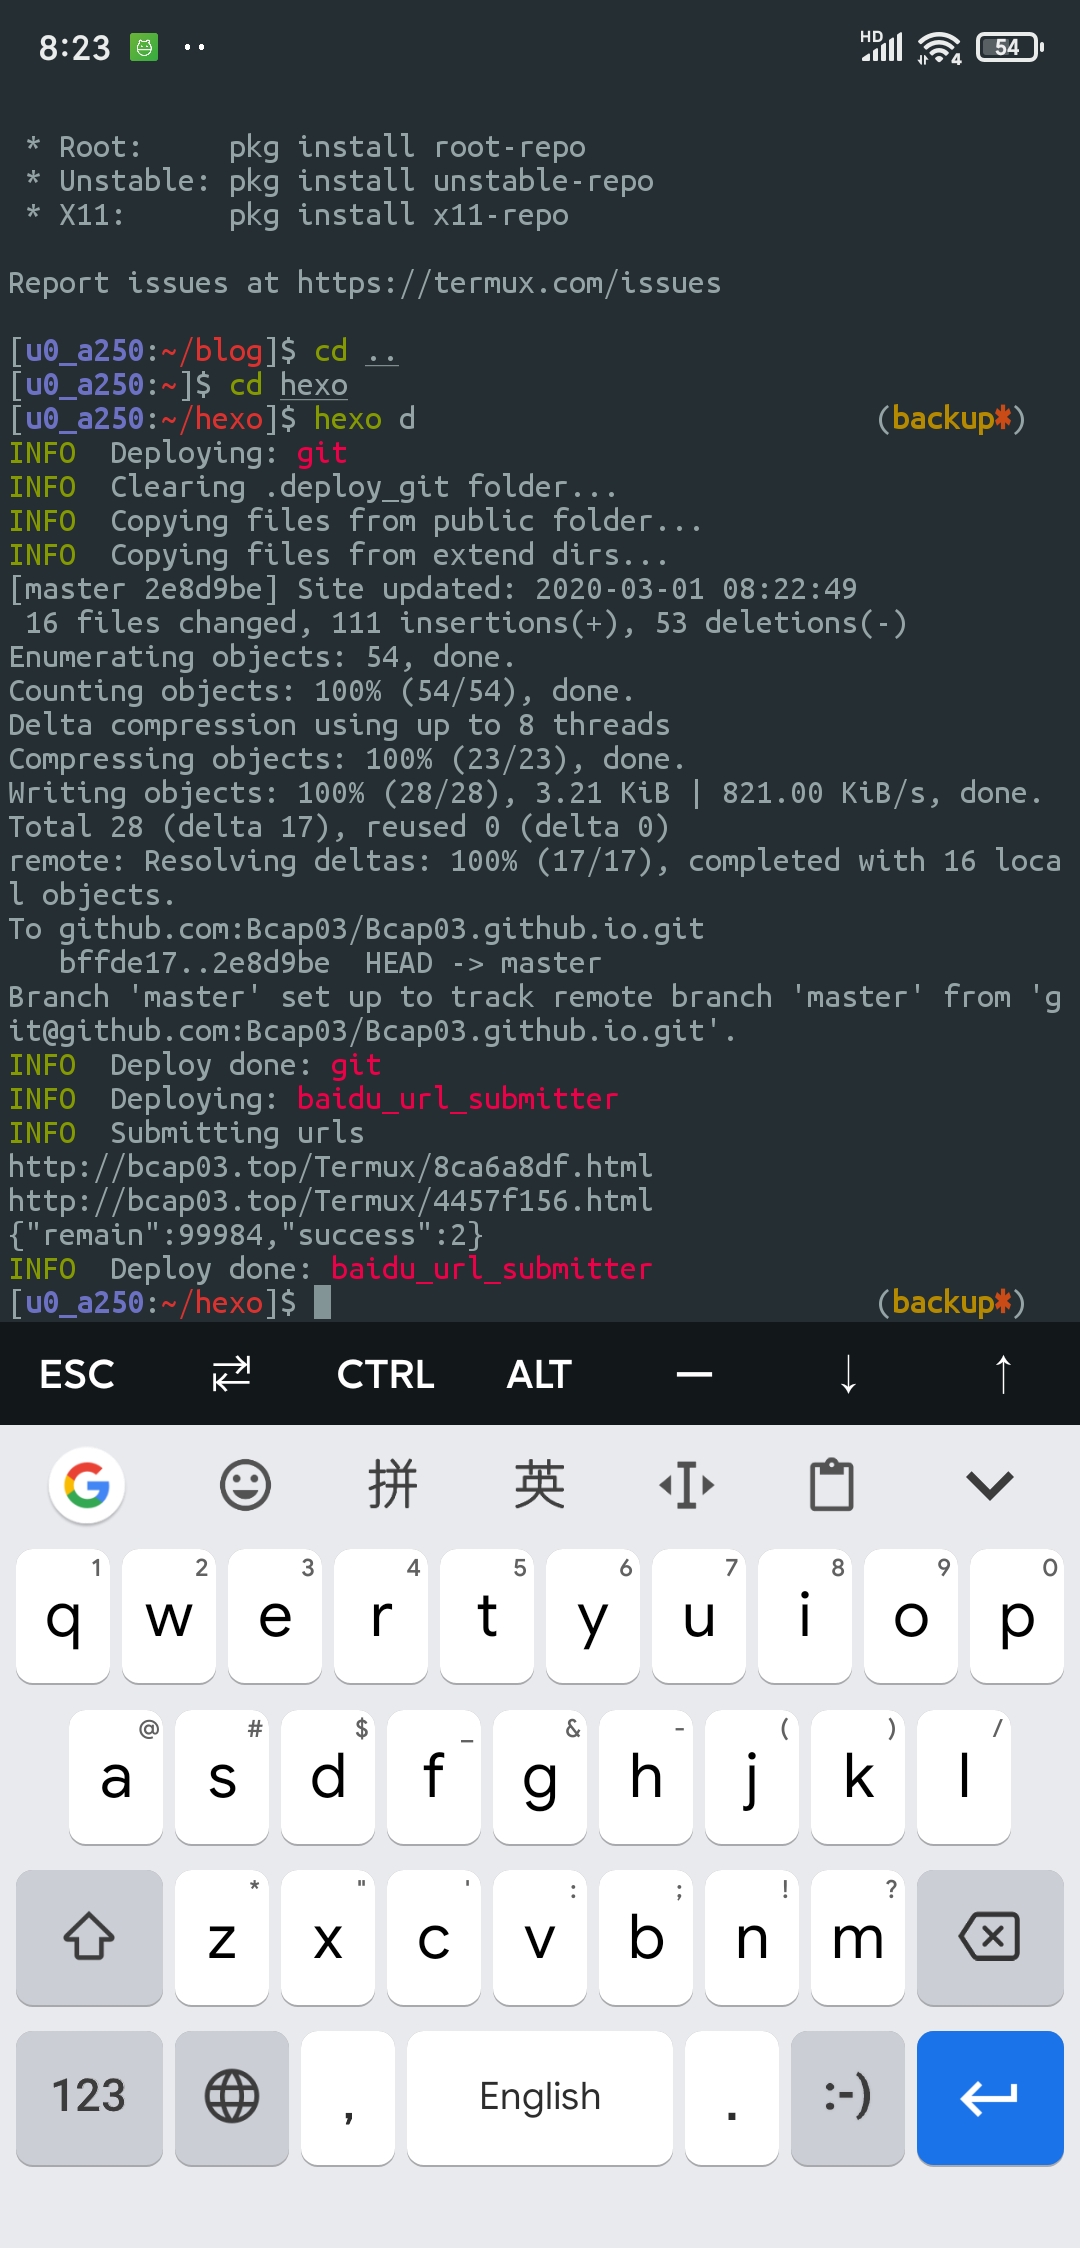 8:23 HD 4 54
* Root:     pkg install root-repo
* Unstable: pkg install unstable-repo
* X11:      pkg install x11-repo
Report issues at https://termux.com/issues
[u0_a250:~/blog]$ cd ..
[u0_a250:~]$ cd hexo
[u0_a250:~/hexo]$ hexo d (backup*)
INFO  Deploying: git
INFO  Clearing .deploy_git folder...
INFO  Copying files from public folder...
INFO  Copying files from extend dirs...
[master 2e8d9be] Site updated: 2020-03-01 08:22:49
16 files changed, 111 insertions(+), 53 deletions(-)
Enumerating objects: 54, done.
Counting objects: 100% (54/54), done.
Delta compression using up to 8 threads
Compressing objects: 100% (23/23), done.
Writing objects: 100% (28/28), 3.21 KiB | 821.00 KiB/s, done.
Total 28 (delta 17), reused 0 (delta 0)
remote: Resolving deltas: 100% (17/17), completed with 16 loca
l objects.
To github.com:Bcap03/Bcap03.github.io.git
bffde17..2e8d9be  HEAD -> master
Branch 'master' set up to track remote branch 'master' from 'g
it@github.com:Bcap03/Bcap03.github.io.git'.
INFO  Deploy done: git
INFO  Deploying: baidu_url_submitter
INFO  Submitting urls
http://bcap03.top/Termux/8ca6a8df.html
http://bcap03.top/Termux/4457f156.html
{"remain":99984,"success":2}
INFO  Deploy done: baidu_url_submitter
[u0_a250:~/hexo]$ (backup*)
ESC ⇄ CTRL ALT — ↓ ↑
G 拼 英
1 2 3 4 5 6 7 8 9 0
q w e r t y u i o p
@ # $ _ & - ( ) /
a s d f g h j k l
* " ' : ; ! ?
z x c v b n m
123 , English . :-)